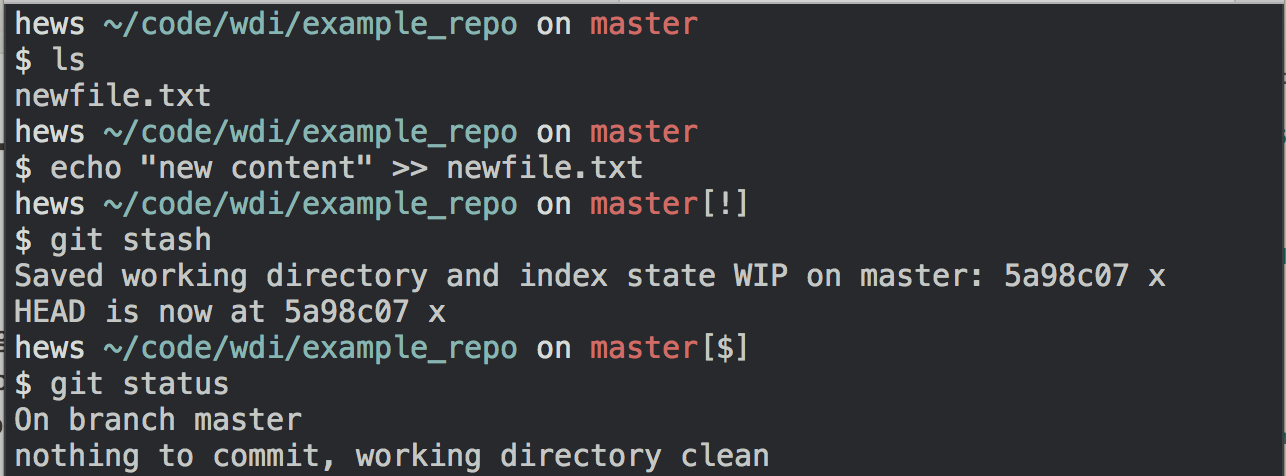 hews ~/code/wdi/example_repo on master
$ ls
newfile.txt
hews ~/code/wdi/example_repo on master
$ echo "new content" >> newfile.txt
hews ~/code/wdi/example_repo on master[!]
$ git stash
Saved working directory and index state WIP on master: 5a98c07 x
HEAD is now at 5a98c07 x
hews ~/code/wdi/example_repo on master[$]
$ git status
On branch master
nothing to commit, working directory clean